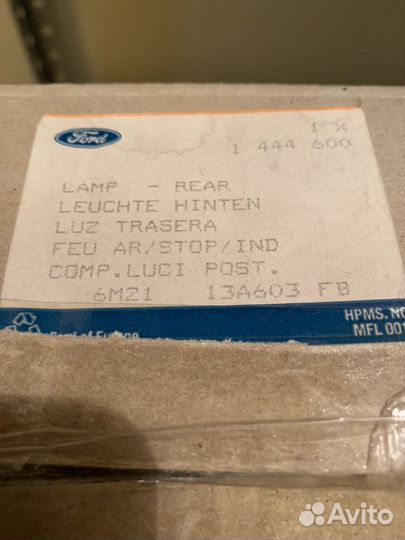 Ford
1 X
1 444 600
LAMP - REAR
LEUCHTE HINTEN
LUZ TRASERA
FEU AR/STOP/IND
COMP.LUCI POST.
6M21 13A603 FB
HPMS. NO
MFL 001
Avito